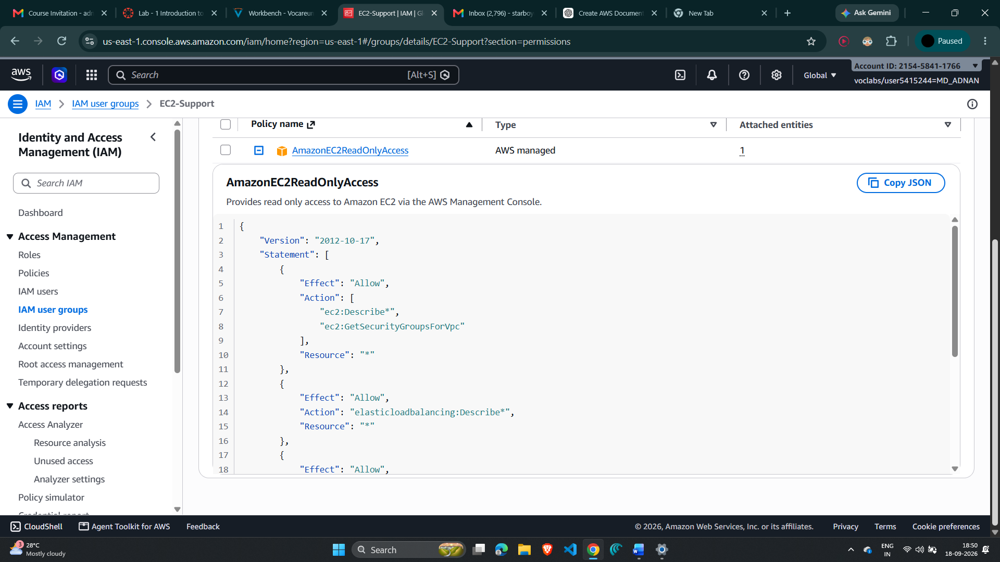 Course Invitation - adn
Lab - 1 Introduction to
Workbench - Vocareum
EC2-Support | IAM | Gl
Inbox (2,796) - starboy
Create AWS Document
New Tab
Ask Gemini
us-east-1.console.aws.amazon.com/iam/home?region=us-east-1#/groups/details/EC2-Support?section=permissions
Paused
aws
Search
[Alt+S]
Global
Account ID: 2154-5841-1766
voclabs/user5415244=MD_ADNAN
IAM
IAM user groups
EC2-Support
Identity and Access
Management (IAM)
Search IAM
Dashboard
Access Management
Roles
Policies
IAM users
IAM user groups
Identity providers
Account settings
Root access management
Temporary delegation requests
Access reports
Access Analyzer
Resource analysis
Unused access
Analyzer settings
Policy simulator
Credential report
Policy name
Type
Attached entities
AmazonEC2ReadOnlyAccess
AWS managed
1
AmazonEC2ReadOnlyAccess
Copy JSON
Provides read only access to Amazon EC2 via the AWS Management Console.
1 {
2 "Version": "2012-10-17",
3 "Statement": [
4 {
5 "Effect": "Allow",
6 "Action": [
7 "ec2:Describe*",
8 "ec2:GetSecurityGroupsForVpc"
9 ],
10 "Resource": "*"
11 },
12 {
13 "Effect": "Allow",
14 "Action": "elasticloadbalancing:Describe*",
15 "Resource": "*"
16 },
17 {
18 "Effect": "Allow",
CloudShell
Agent Toolkit for AWS
Feedback
© 2026, Amazon Web Services, Inc. or its affiliates.
Privacy
Terms
Cookie preferences
3
28°C
Mostly cloudy
Search
ENG
IN
18:50
18-09-2026